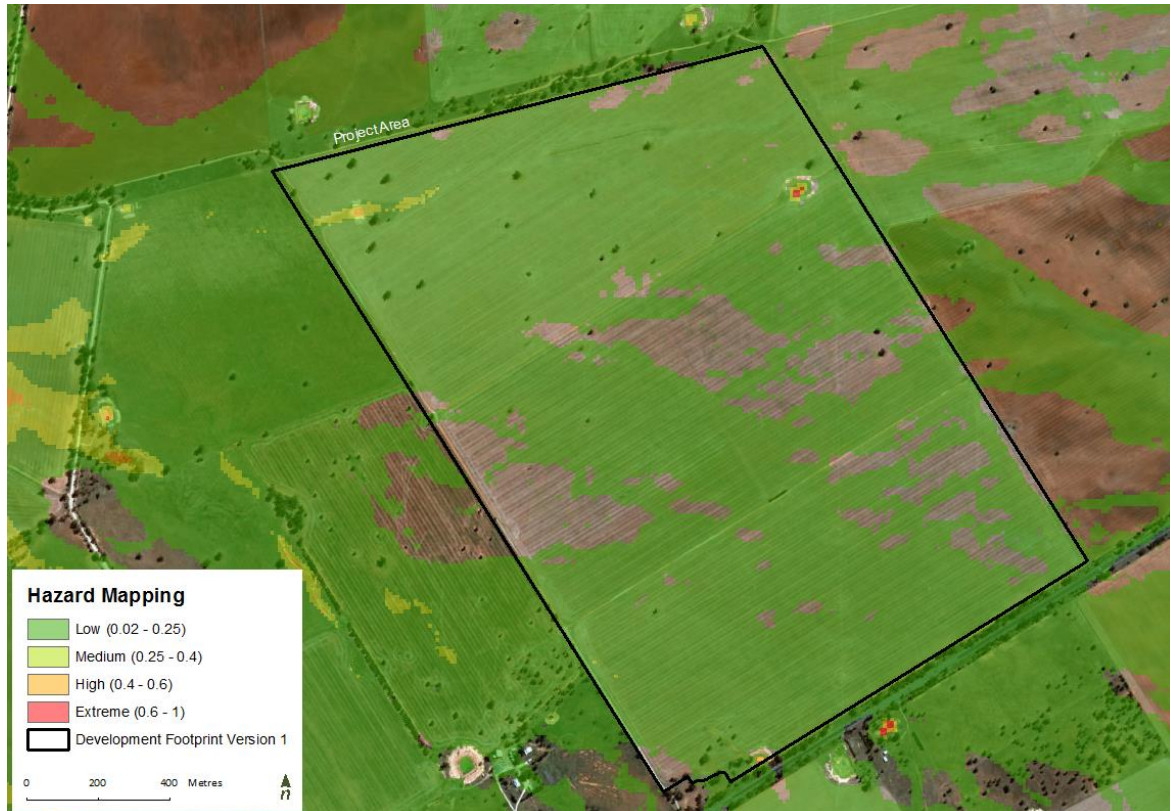 ProjectArea
Hazard Mapping
Low (0.02 - 0.25)
Medium (0.25 - 0.4)
High (0.4 - 0.6)
Extreme (0.6 - 1)
Development Footprint Version 1
0 200 400 Metres
n